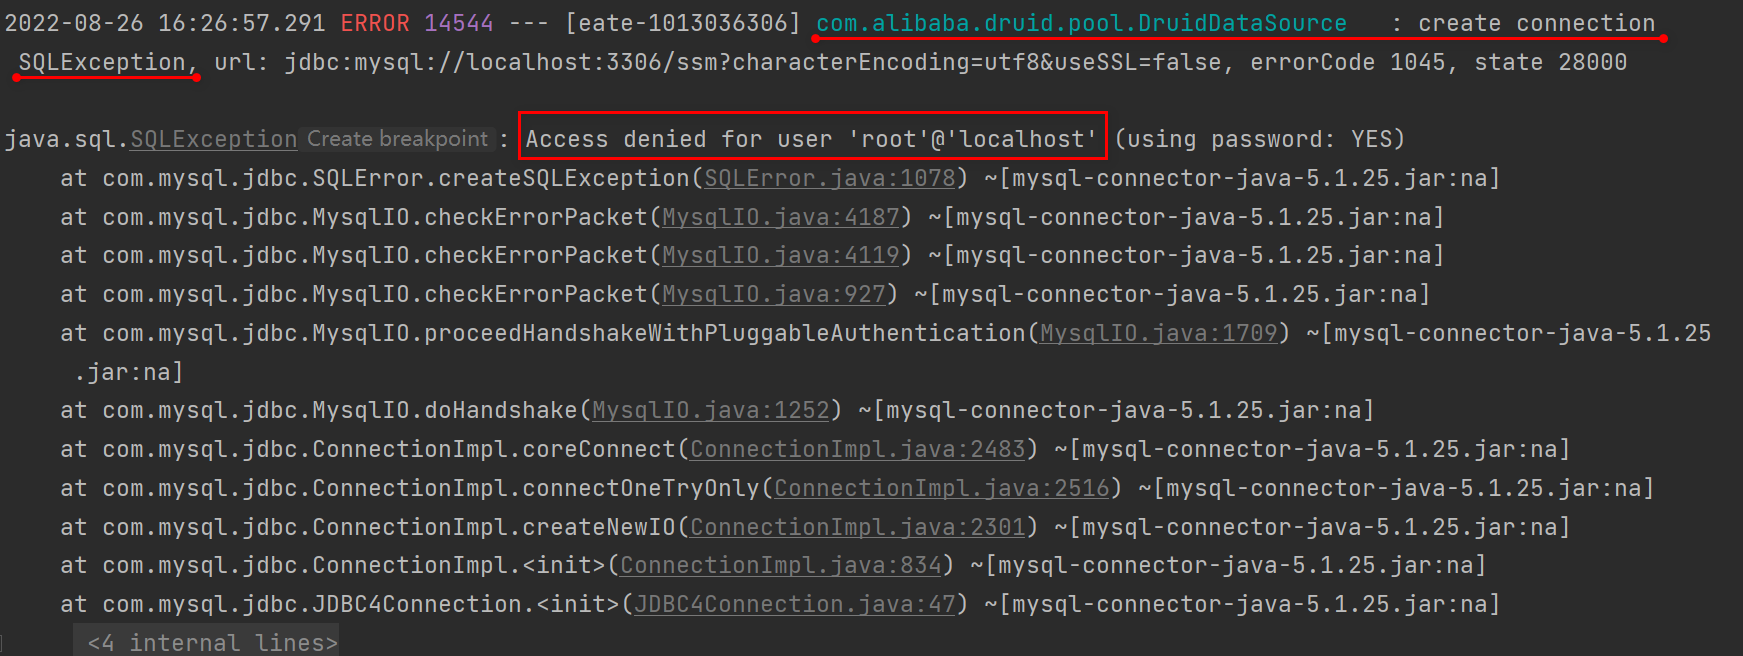 2022-08-26 16:26:57.291 ERROR 14544 --- [eate-1013036306] com.alibaba.druid.pool.DruidDataSource   : create connection
SQLException, url: jdbc:mysql://localhost:3306/ssm?characterEncoding=utf8&useSSL=false, errorCode 1045, state 28000
java.sql.SQLException Create breakpoint : Access denied for user 'root'@'localhost' (using password: YES)
at com.mysql.jdbc.SQLError.createSQLException(SQLError.java:1078) ~[mysql-connector-java-5.1.25.jar:na]
at com.mysql.jdbc.MysqlIO.checkErrorPacket(MysqlIO.java:4187) ~[mysql-connector-java-5.1.25.jar:na]
at com.mysql.jdbc.MysqlIO.checkErrorPacket(MysqlIO.java:4119) ~[mysql-connector-java-5.1.25.jar:na]
at com.mysql.jdbc.MysqlIO.checkErrorPacket(MysqlIO.java:927) ~[mysql-connector-java-5.1.25.jar:na]
at com.mysql.jdbc.MysqlIO.proceedHandshakeWithPluggableAuthentication(MysqlIO.java:1709) ~[mysql-connector-java-5.1.25
.jar:na]
at com.mysql.jdbc.MysqlIO.doHandshake(MysqlIO.java:1252) ~[mysql-connector-java-5.1.25.jar:na]
at com.mysql.jdbc.ConnectionImpl.coreConnect(ConnectionImpl.java:2483) ~[mysql-connector-java-5.1.25.jar:na]
at com.mysql.jdbc.ConnectionImpl.connectOneTryOnly(ConnectionImpl.java:2516) ~[mysql-connector-java-5.1.25.jar:na]
at com.mysql.jdbc.ConnectionImpl.createNewIO(ConnectionImpl.java:2301) ~[mysql-connector-java-5.1.25.jar:na]
at com.mysql.jdbc.ConnectionImpl.<init>(ConnectionImpl.java:834) ~[mysql-connector-java-5.1.25.jar:na]
at com.mysql.jdbc.JDBC4Connection.<init>(JDBC4Connection.java:47) ~[mysql-connector-java-5.1.25.jar:na]
<4 internal lines>